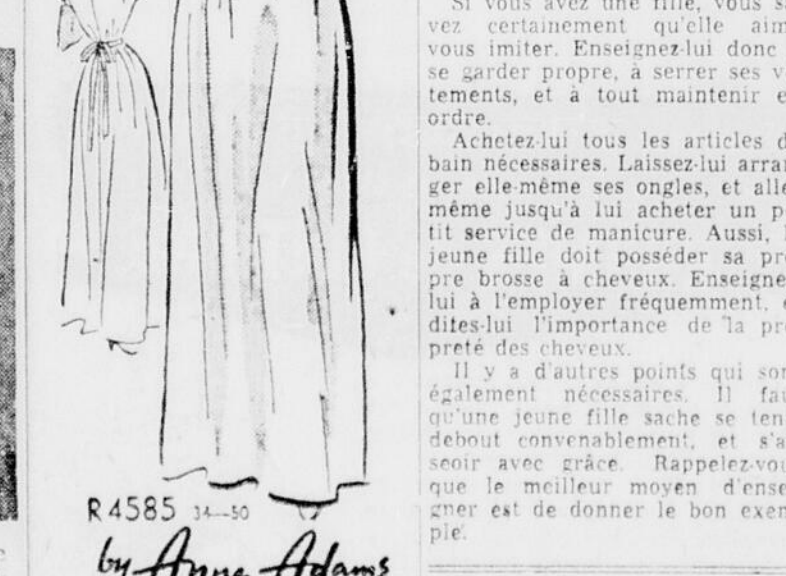 R4585 34—50
by Anne Adams
Si vous avez une fille, vous sa
vez certainement qu'elle aim
vous imiter. Enseignez-lui donc
se garder propre, à serrer ses v
tements, et à tout maintenir e
ordre.
Achetez-lui tous les articles d
bain nécessaires. Laissez-lui arran
ger elle-même ses ongles, et alle
même jusqu'à lui acheter un p
tit service de manicure. Aussi, l
jeune fille doit posséder sa pro
pre brosse à cheveux. Enseigne
lui à l'employer fréquemment, e
dites-lui l'importance de la pro
preté des cheveux.
Il y a d'autres points qui son
également nécessaires. Il fau
qu'une jeune fille sache se ten
debout convenablement, et s'a
seoir avec grâce. Rappelez-vou
que le meilleur moyen d'ense
gner est de donner le bon exem
ple.